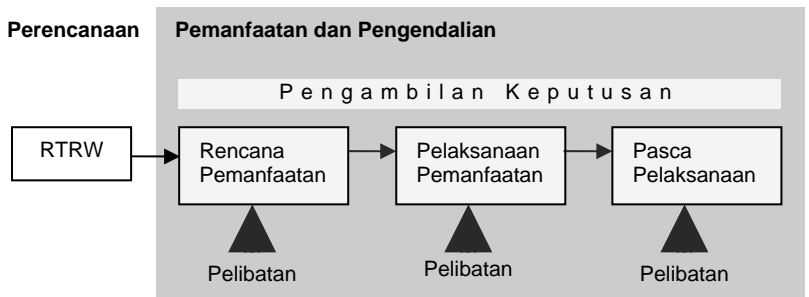 Perencanaan
Pemanfaatan dan Pengendalian
Pengambilan Keputusan
RTRW
Rencana
Pemanfaatan
Pelaksanaan
Pemanfaatan
Pasca
Pelaksanaan
Pelibatan
Pelibatan
Pelibatan